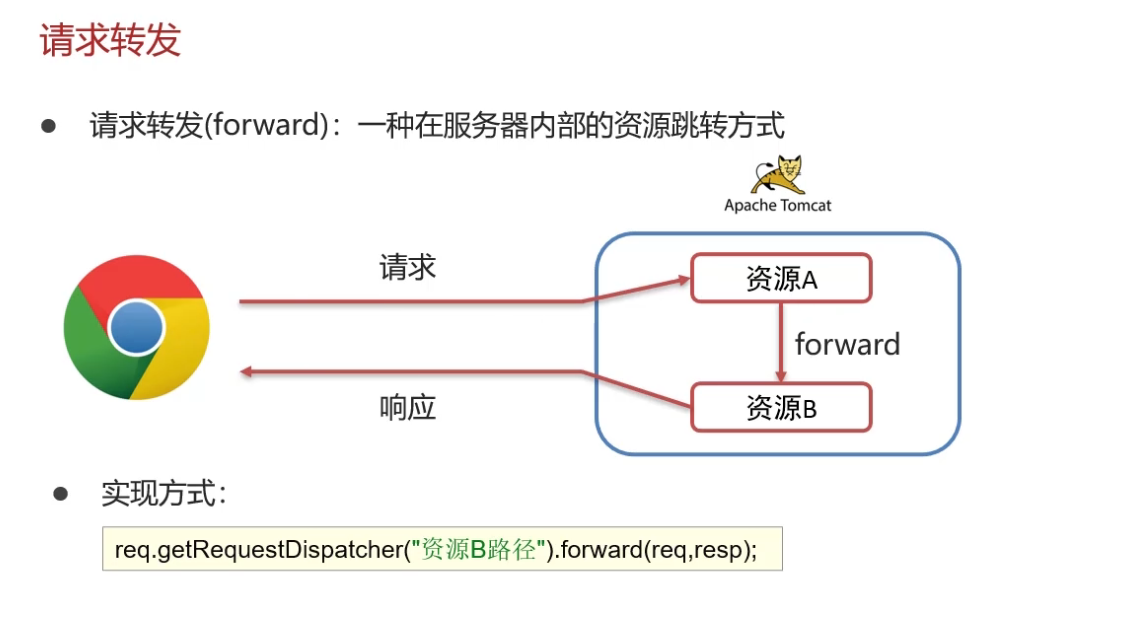 请求转发
● 请求转发(forward)：一种在服务器内部的资源跳转方式
Apache Tomcat
请求
资源A
forward
响应
资源B
● 实现方式：
req.getRequestDispatcher("资源B路径").forward(req,resp);